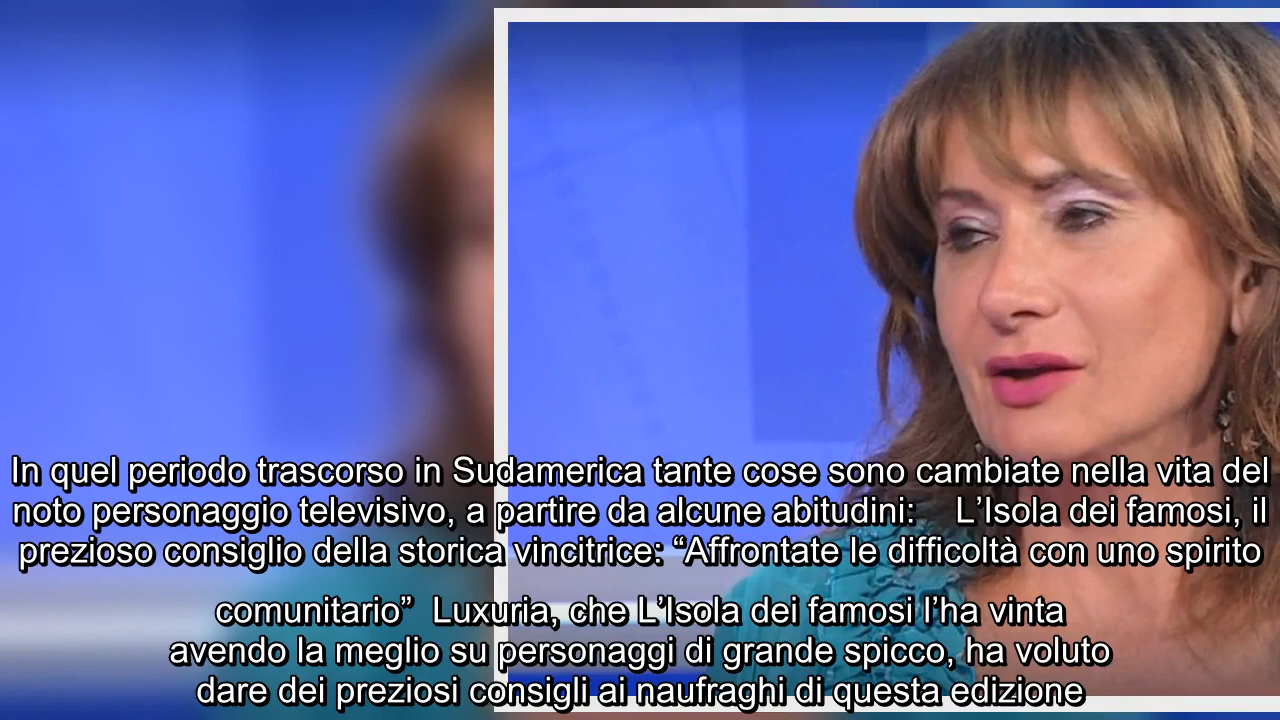 In quel periodo trascorso in Sudamerica tante cose sono cambiate nella vita del
noto personaggio televisivo, a partire da alcune abitudini: L’Isola dei famosi, il
prezioso consiglio della storica vincitrice: “Affrontate le difficoltà con uno spirito
comunitario” Luxuria, che L’Isola dei famosi l’ha vinta
avendo la meglio su personaggi di grande spicco, ha voluto
dare dei preziosi consigli ai naufraghi di questa edizione